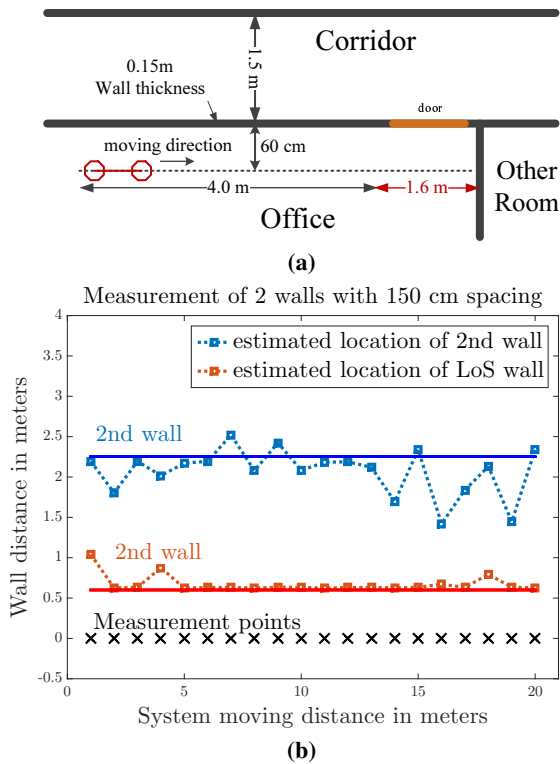 Corridor
0.15m
Wall thickness
1.5 m
door
moving direction
60 cm
4.0 m
1.6 m
Other
Room
Office
(a)
Measurement of 2 walls with 150 cm spacing
4
3.5
3
2.5
2
1.5
1
0.5
0
-0.5
Wall distance in meters
estimated location of 2nd wall
estimated location of LoS wall
2nd wall
2nd wall
Measurement points
0
5
10
15
20
System moving distance in meters
(b)